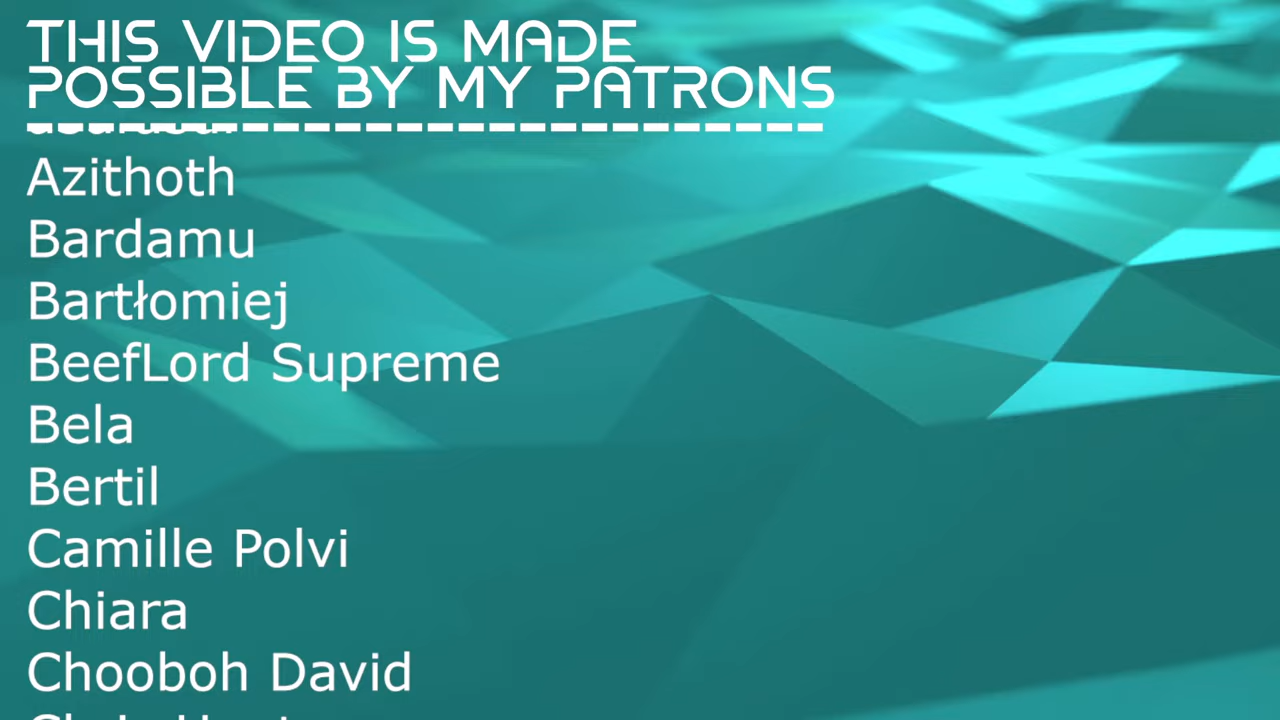 THIS VIDEO IS MADE
POSSIBLE BY MY PATRONS
Azithoth
Bardamu
Bartłomiej
BeefLord Supreme
Bela
Bertil
Camille Polvi
Chiara
Chooboh David